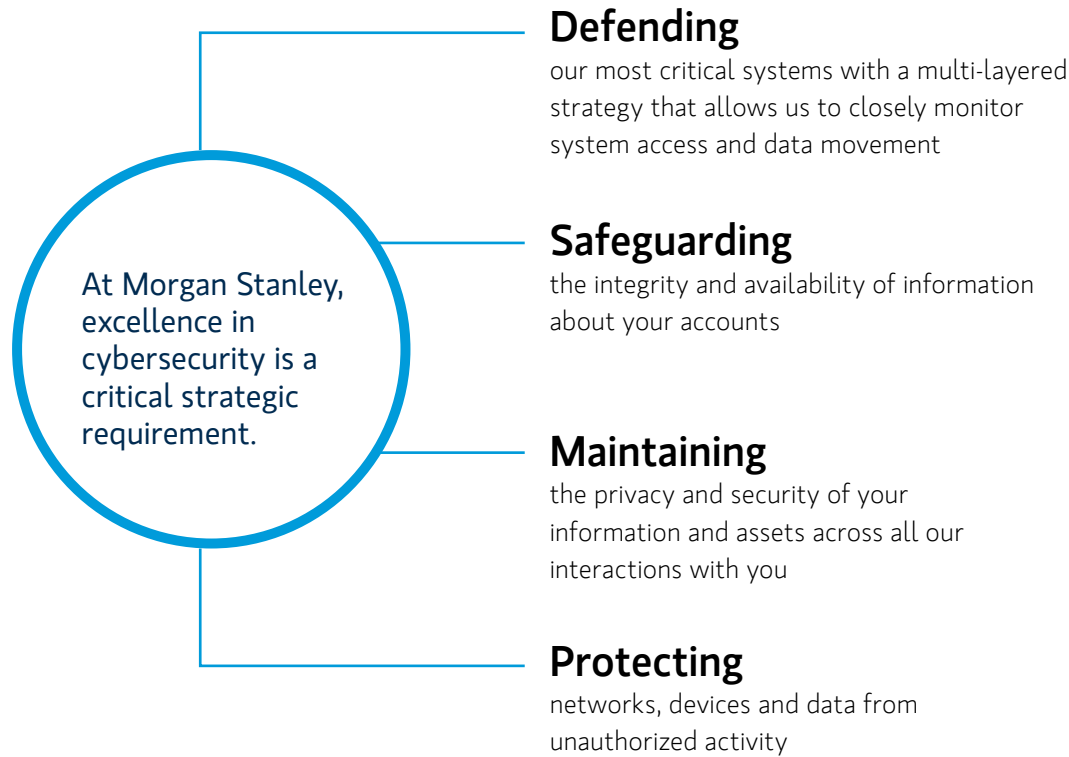 At Morgan Stanley,
excellence in
cybersecurity is a
critical strategic
requirement.
Defending
our most critical systems with a multi-layered
strategy that allows us to closely monitor
system access and data movement
Safeguarding
the integrity and availability of information
about your accounts
Maintaining
the privacy and security of your
information and assets across all our
interactions with you
Protecting
networks, devices and data from
unauthorized activity